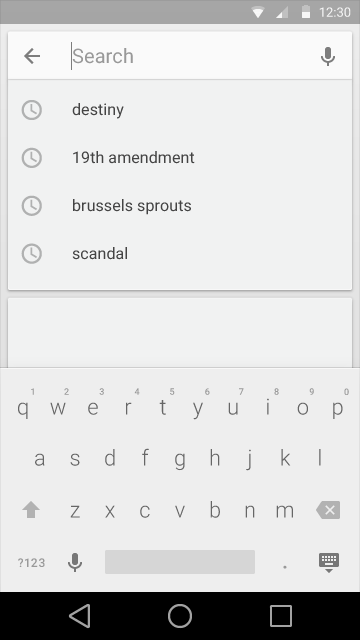 12:30
Search
destiny
19th amendment
brussels sprouts
scandal
1 2 3 4 5 6 7 8 9 0
q w e r t y u i o p
a s d f g h j k l
z x c v b n m
?123 .